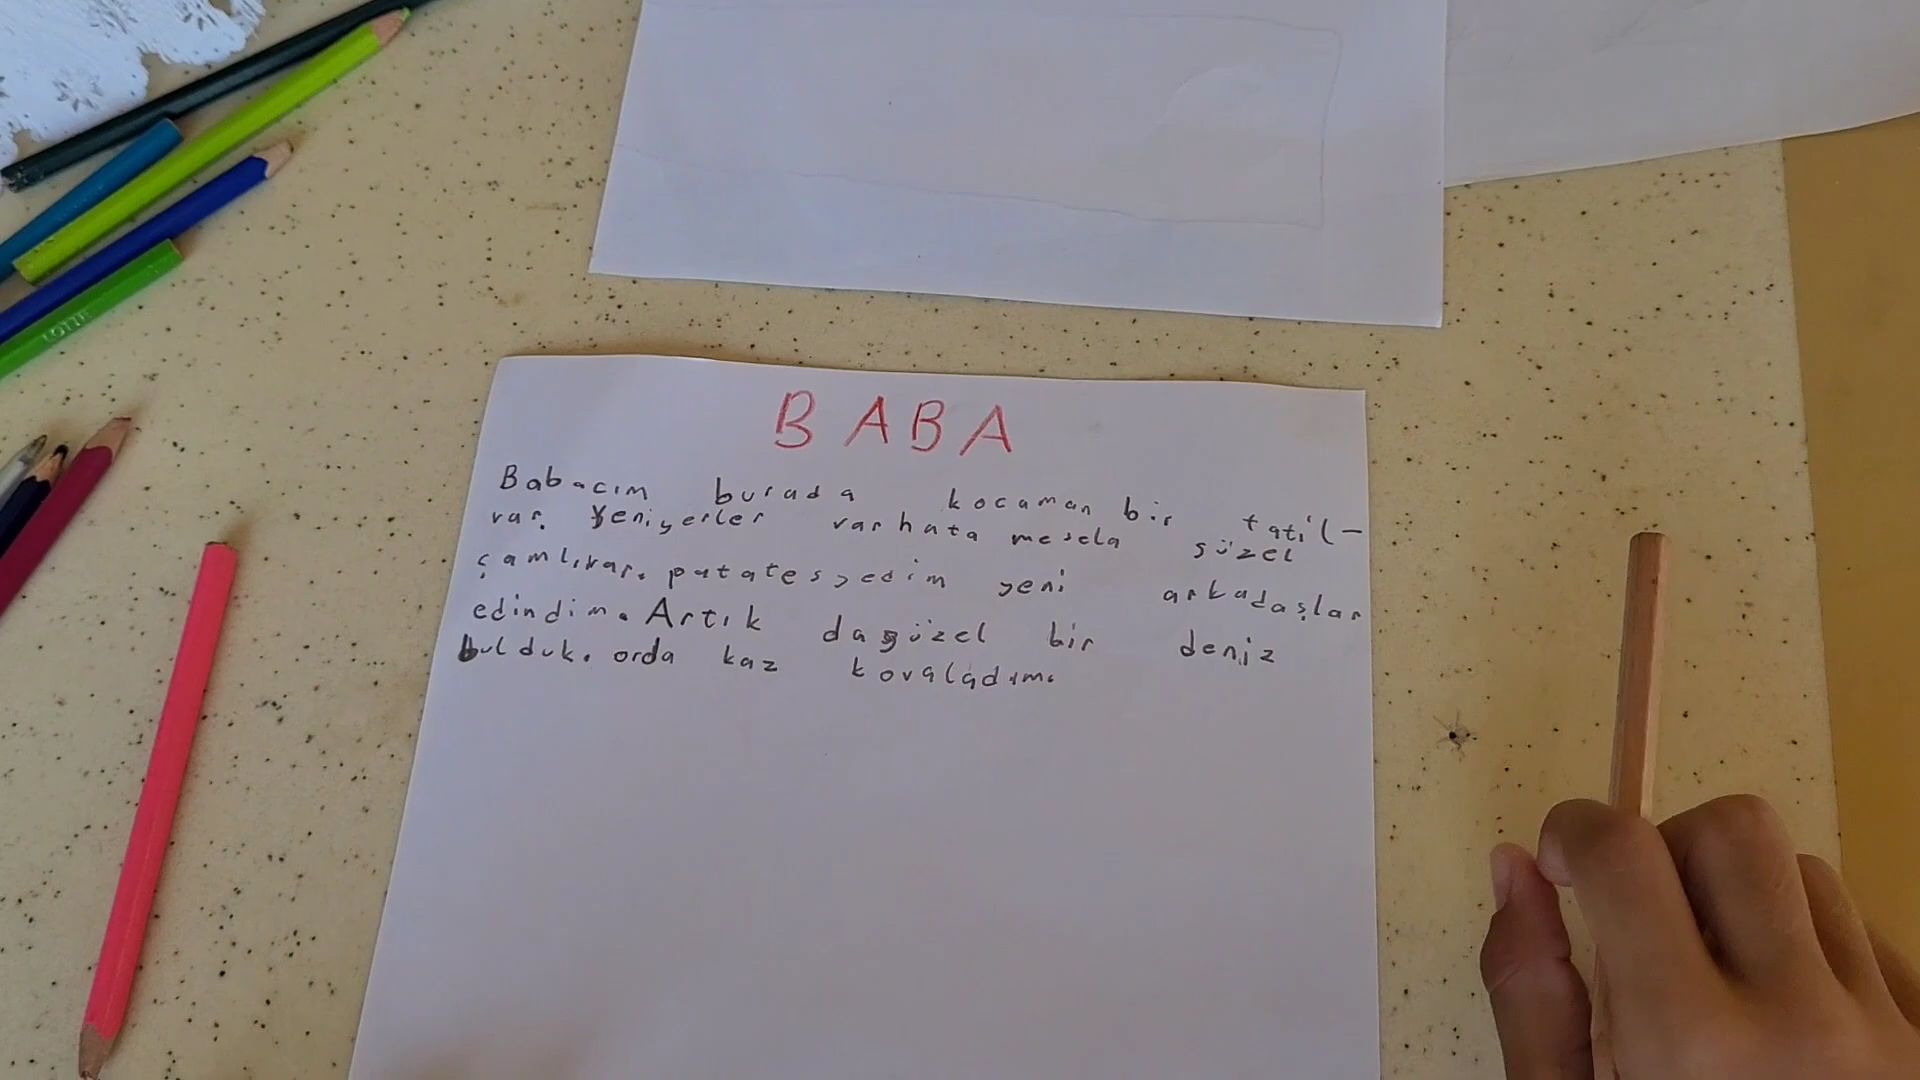 BABA
Babacım burada kocaman bir tatil-
var. Yeniyerler varhata mesela güzel
çamlıvar. patatesyedim yeni arkadaşlar
edindim. Artık dagüzel bir deniz
bulduk. orda kaz kovaladım.
LOTTE